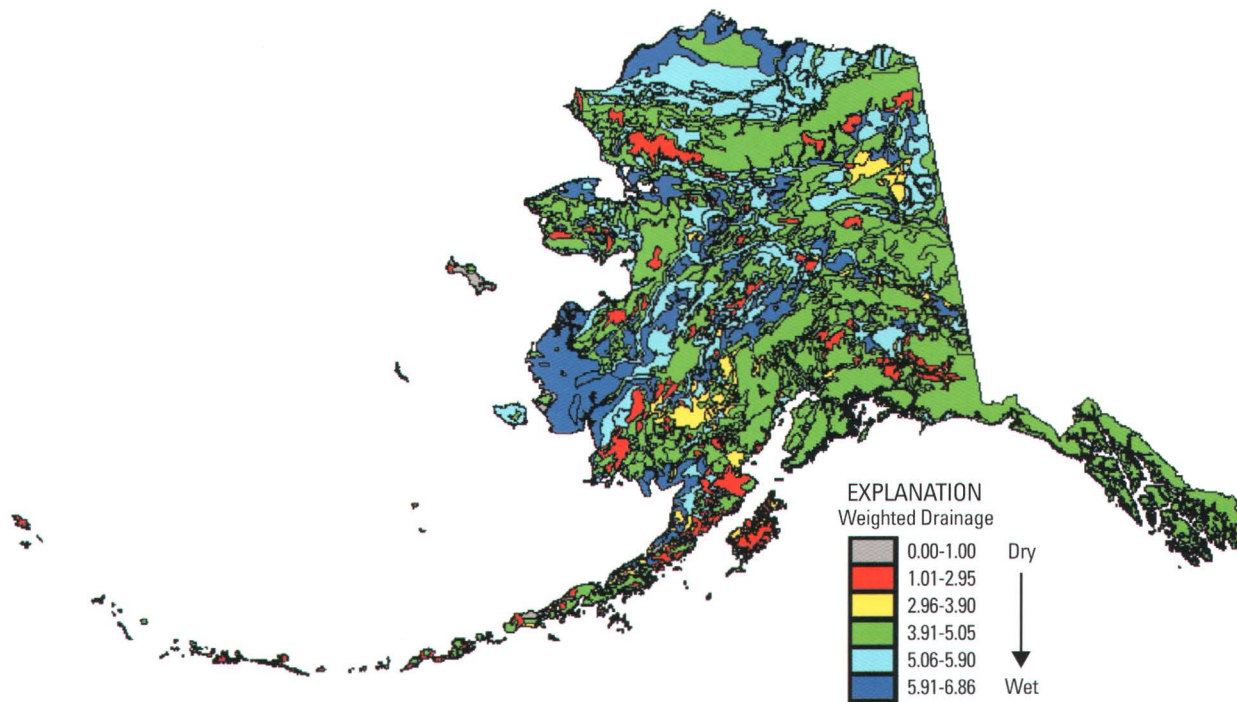 EXPLANATION
Weighted Drainage
0.00-1.00 Dry
1.01-2.95
2.96-3.90
3.91-5.05
5.06-5.90
5.91-6.86 Wet